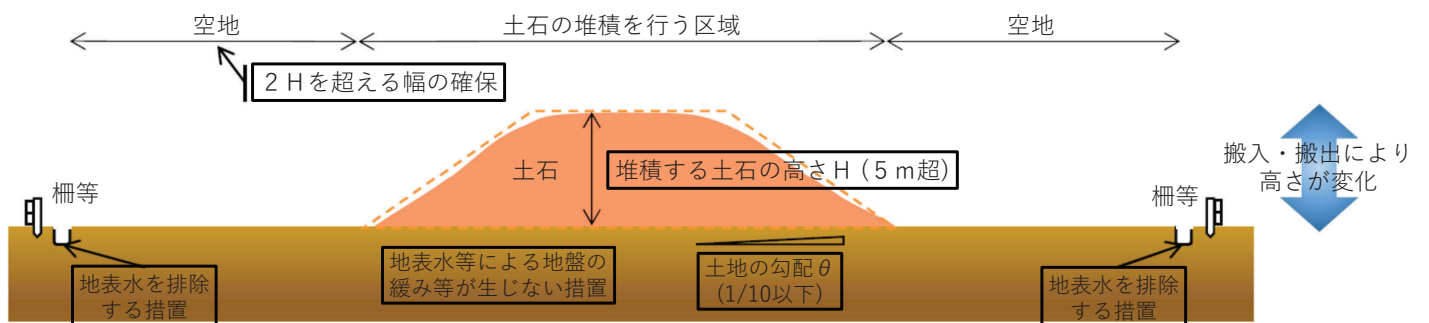 空地
土石の堆積を行う区域
空地
２Hを超える幅の確保
土石
堆積する土石の高さH（５ｍ超）
搬入・搬出により
高さが変化
柵等
柵等
地表水を排除
する措置
地表水等による地盤の
緩み等が生じない措置
土地の勾配θ
(1/10以下)
地表水を排除
する措置